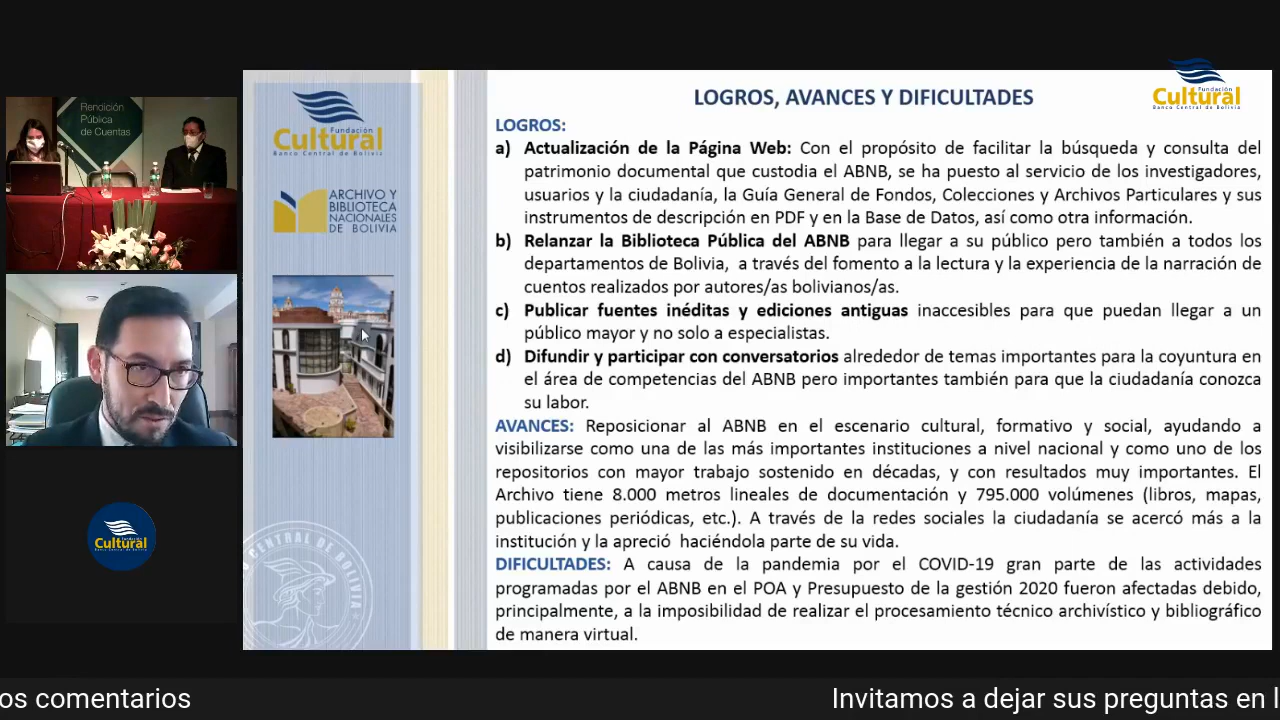 Rendición
Pública
de Cuentas
Fundación
Cultural
Banco Central de Bolivia
ARCHIVO Y
BIBLIOTECA
NACIONALES
DE BOLIVIA
CENTRAL DE BOLIVIA
Fundación
Cultural
Banco Central de Bolivia
LOGROS, AVANCES Y DIFICULTADES
LOGROS:
a) Actualización de la Página Web: Con el propósito de facilitar la búsqueda y consulta del
patrimonio documental que custodia el ABNB, se ha puesto al servicio de los investigadores,
usuarios y la ciudadanía, la Guía General de Fondos, Colecciones y Archivos Particulares y sus
instrumentos de descripción en PDF y en la Base de Datos, así como otra información.
b) Relanzar la Biblioteca Pública del ABNB para llegar a su público pero también a todos los
departamentos de Bolivia, a través del fomento a la lectura y la experiencia de la narración de
cuentos realizados por autores/as bolivianos/as.
c) Publicar fuentes inéditas y ediciones antiguas inaccesibles para que puedan llegar a un
público mayor y no solo a especialistas.
d) Difundir y participar con conversatorios alrededor de temas importantes para la coyuntura en
el área de competencias del ABNB pero importantes también para que la ciudadanía conozca
su labor.
AVANCES: Reposicionar al ABNB en el escenario cultural, formativo y social, ayudando a
visibilizarse como una de las más importantes instituciones a nivel nacional y como uno de los
repositorios con mayor trabajo sostenido en décadas, y con resultados muy importantes. El
Archivo tiene 8.000 metros lineales de documentación y 795.000 volúmenes (libros, mapas,
publicaciones periódicas, etc.). A través de la redes sociales la ciudadanía se acercó más a la
institución y la apreció haciéndola parte de su vida.
DIFICULTADES: A causa de la pandemia por el COVID-19 gran parte de las actividades
programadas por el ABNB en el POA y Presupuesto de la gestión 2020 fueron afectadas debido,
principalmente, a la imposibilidad de realizar el procesamiento técnico archivístico y bibliográfico
de manera virtual.
Cultural
os comentarios
Invitamos a dejar sus preguntas en l